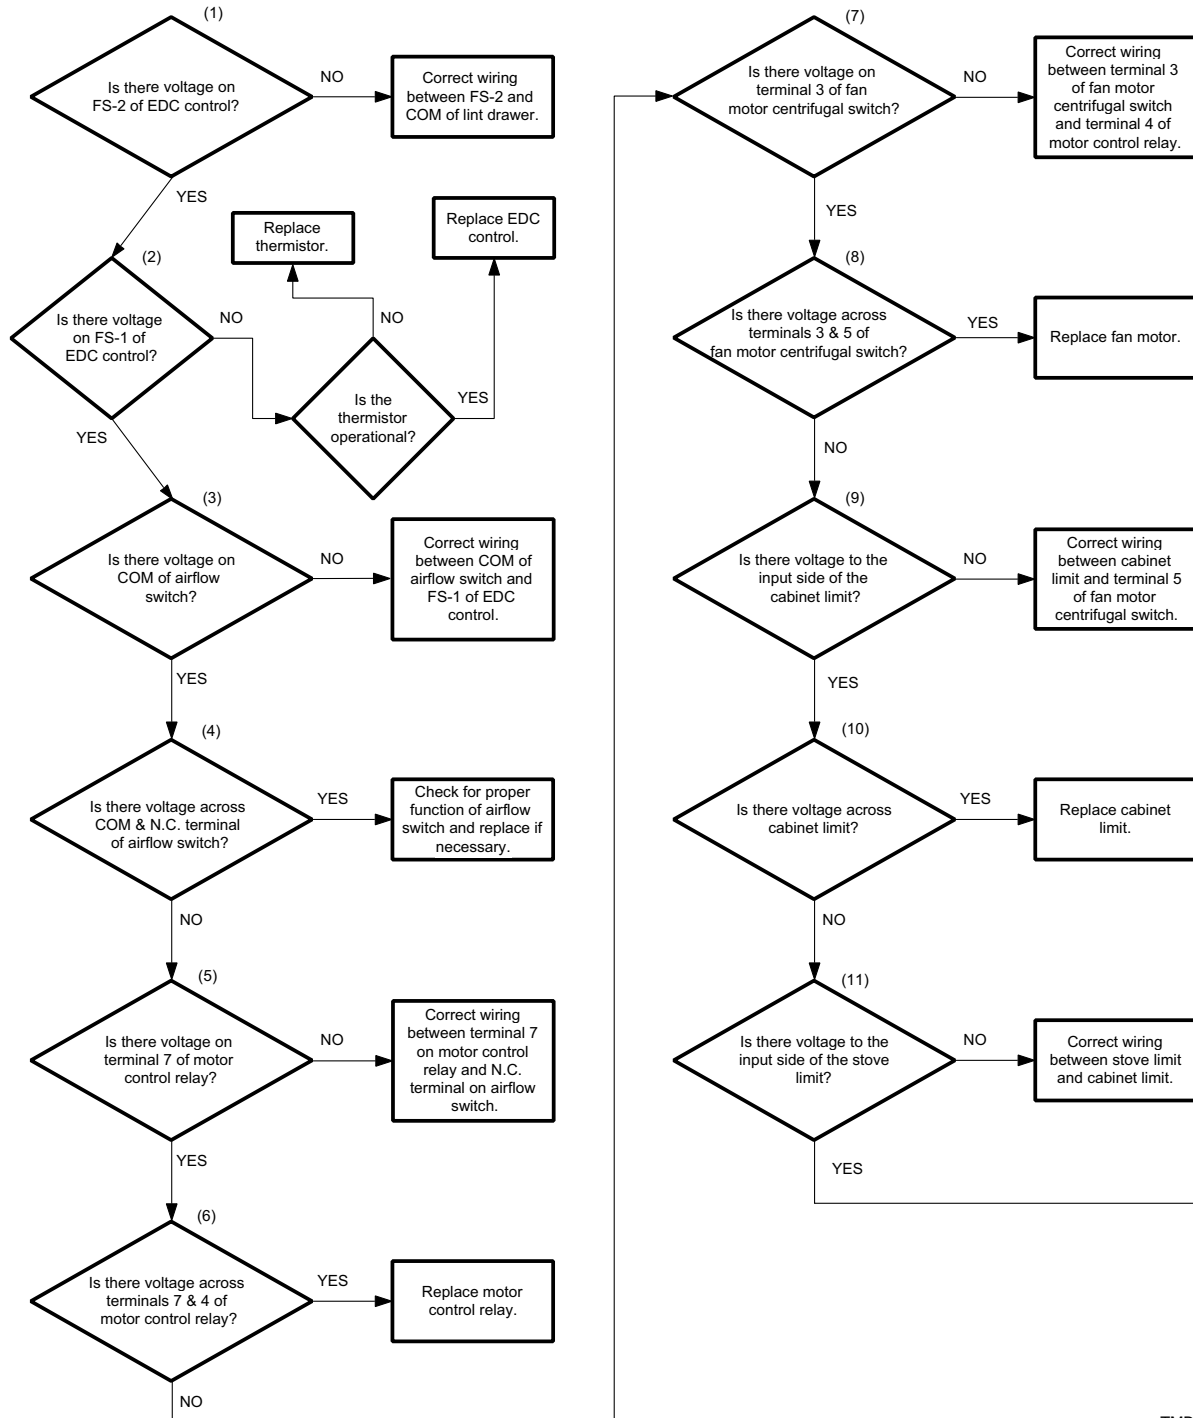 (1)
Is there voltage on
FS-2 of EDC control?
NO
Correct wiring
between FS-2 and
COM of lint drawer.
YES
(2)
Is there voltage
on FS-1 of
EDC control?
NO
Replace
thermistor.
Replace EDC
control.
NO
YES
Is the
thermistor
operational?
YES
(3)
Is there voltage on
COM of airflow
switch?
NO
Correct wiring
between COM of
airflow switch and
FS-1 of EDC
control.
YES
(4)
Is there voltage across
COM & N.C. terminal
of airflow switch?
YES
Check for proper
function of airflow
switch and replace if
necessary.
NO
(5)
Is there voltage on
terminal 7 of motor
control relay?
NO
Correct wiring
between terminal 7
on motor control
relay and N.C.
terminal on airflow
switch.
YES
(6)
Is there voltage across
terminals 7 & 4 of
motor control relay?
YES
Replace motor
control relay.
NO
(7)
Is there voltage on
terminal 3 of fan
motor centrifugal switch?
NO
Correct wiring
between terminal 3
of fan motor
centrifugal switch
and terminal 4 of
motor control relay.
YES
(8)
Is there voltage across
terminals 3 & 5 of
fan motor centrifugal switch?
YES
Replace fan motor.
NO
(9)
Is there voltage to the
input side of the
cabinet limit?
NO
Correct wiring
between cabinet
limit and terminal 5
of fan motor
centrifugal switch.
YES
(10)
Is there voltage across
cabinet limit?
YES
Replace cabinet
limit.
NO
(11)
Is there voltage to the
input side of the stove
limit?
NO
Correct wiring
between stove limit
and cabinet limit.
YES